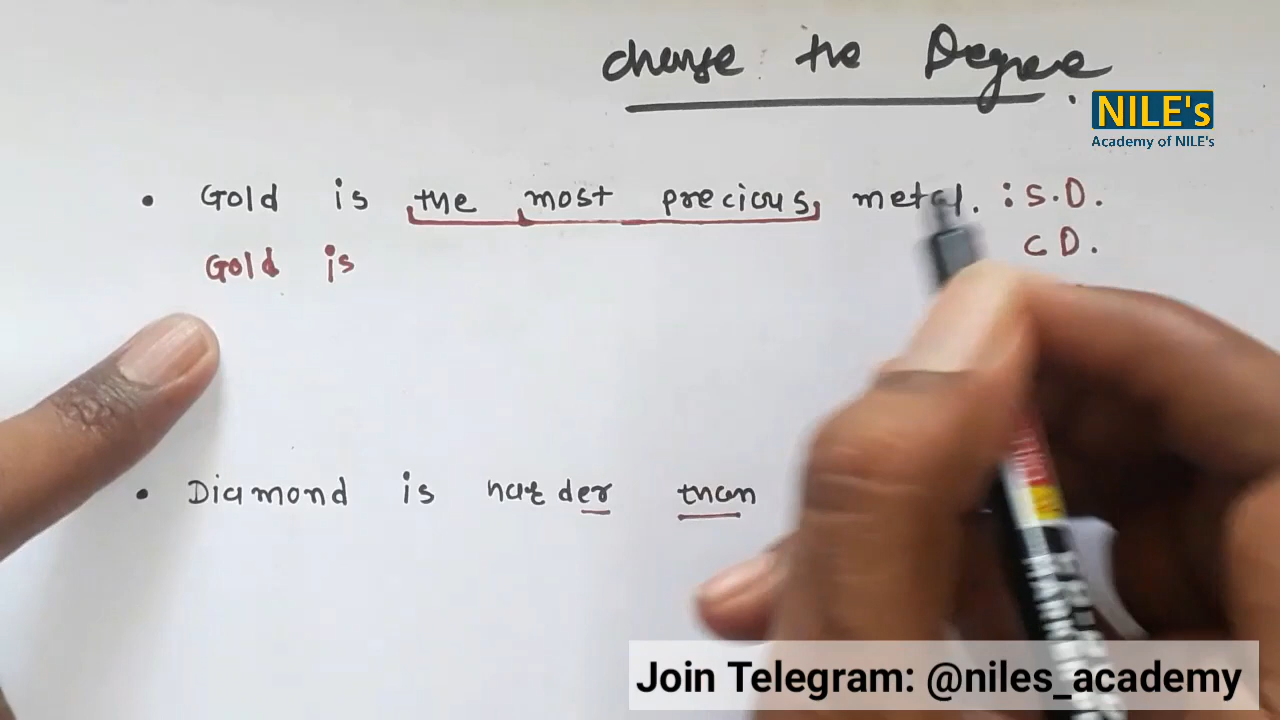 change the Degree.
NILE's
Academy of NILE's
• Gold is the most precious metal. : S.D.
Gold is C D.
• Diamond is harder than
Join Telegram: @niles_academy